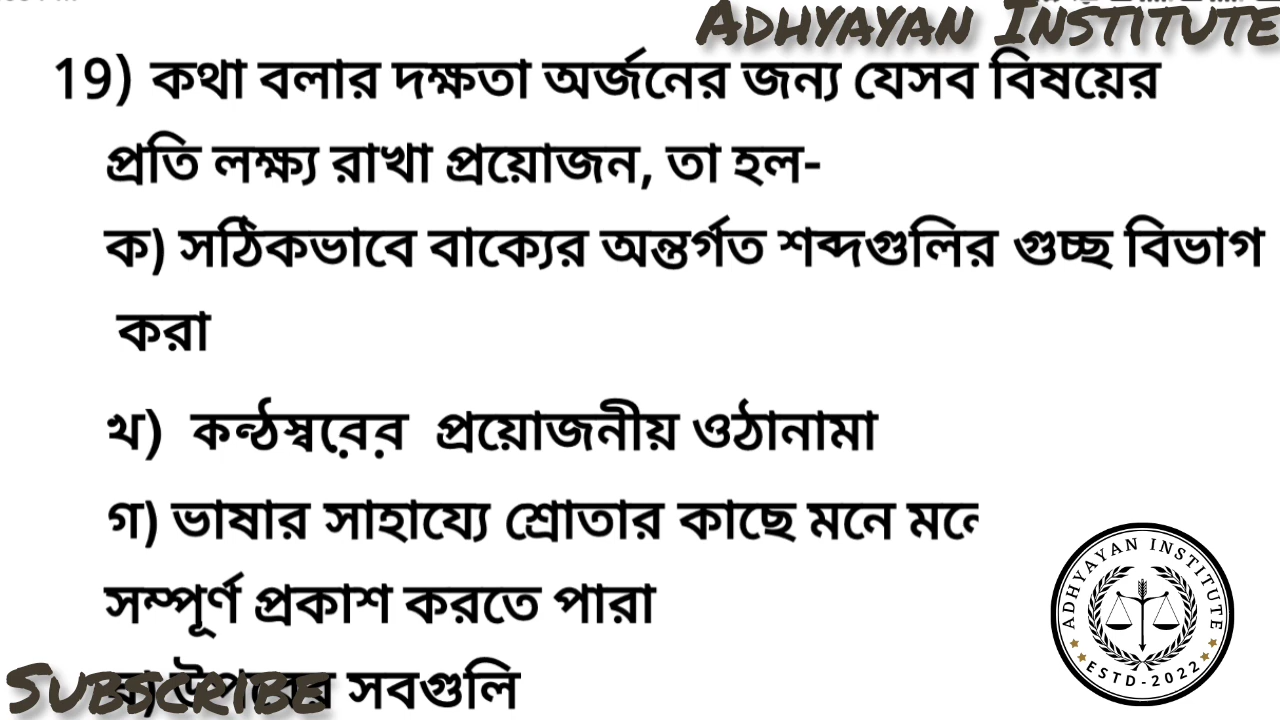 ADHYAYAN INSTITUTE
19) কথা বলার দক্ষতা অর্জনের জন্য যেসব বিষয়ের
প্রতি লক্ষ্য রাখা প্রয়োজন, তা হল-
ক) সঠিকভাবে বাক্যের অন্তর্গত শব্দগুলির গুচ্ছ বিভাগ
করা
খ) কন্ঠস্বরের প্রয়োজনীয় ওঠানামা
গ) ভাষার সাহায্যে শ্রোতার কাছে মনে মনে
সম্পূর্ণ প্রকাশ করতে পারা
সবগুলি
SUBSCRIBE
ADHYAYAN INSTITUTE
ESTD-2022